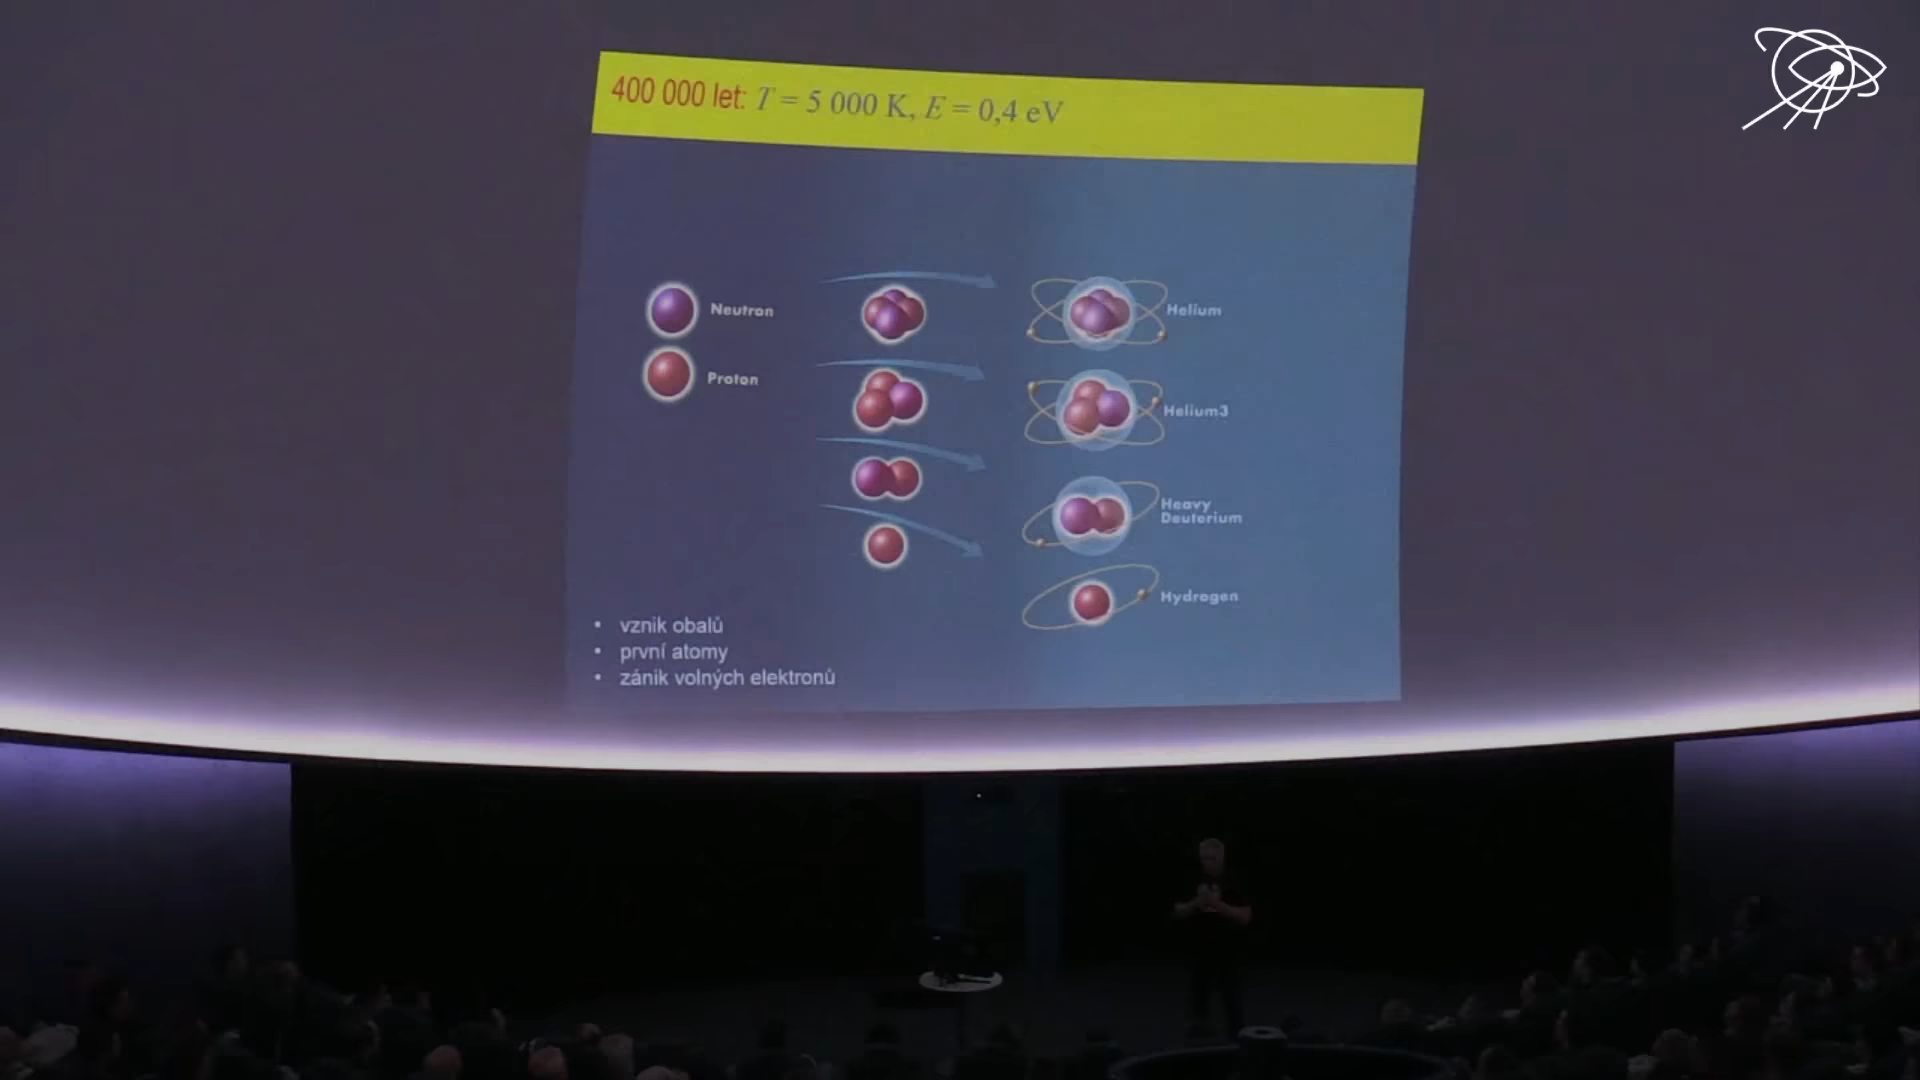 400 000 let: T = 5 000 K, E = 0,4 eV
Neutron
Proton
Helium
Helium3
Heavy
Deuterium
Hydrogen
• vznik obalů
• první atomy
• zánik volných elektronů